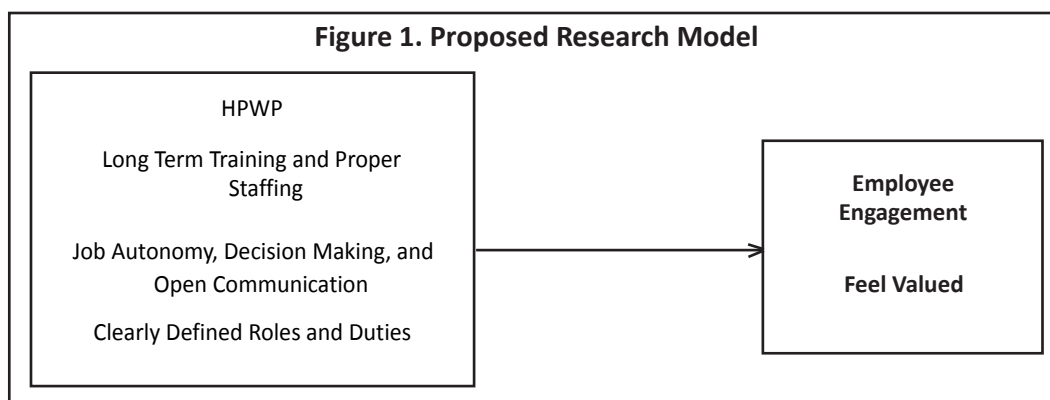 Figure 1. Proposed Research Model
HPWP
Long Term Training and Proper
Staffing
Job Autonomy, Decision Making, and
Open Communication
Clearly Defined Roles and Duties
Employee
Engagement
Feel Valued